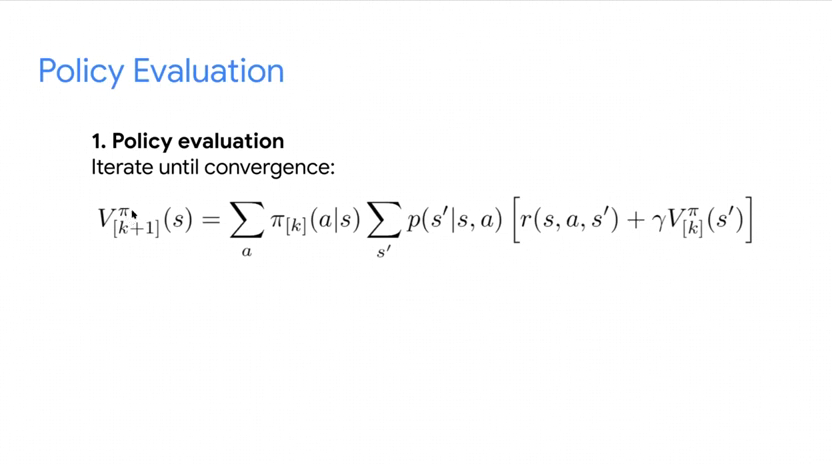 Policy Evaluation
1. Policy evaluation
Iterate until convergence:
$V^{\pi}_{[k+1]}(s) = \sum_{a} \pi_{[k]}(a|s) \sum_{s'} p(s'|s, a) \left[ r(s, a, s') + \gamma V^{\pi}_{[k]}(s') \right]$